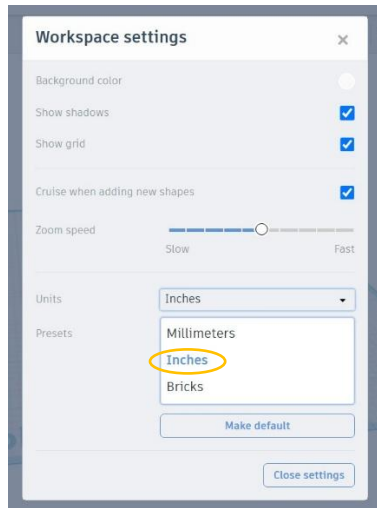 Workspace settings ×
Background color
Show shadows
Show grid
Cruise when adding new shapes
Zoom speed
Slow Fast
Units Inches
Presets Millimeters
Inches
Bricks
Make default
Close settings